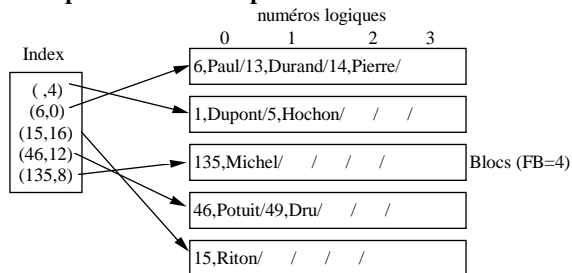 numéros logiques
0 1 2 3
Index
6,Paul/13,Durand/14,Pierre/
( ,4)
(6,0)
1,Dupont/5,Hochon/ / /
(15,16)
(46,12)
135,Michel/ / / /
Blocs (FB=4)
(135,8)
46,Potuit/49,Dru/ / /
15,Riton/ / / /